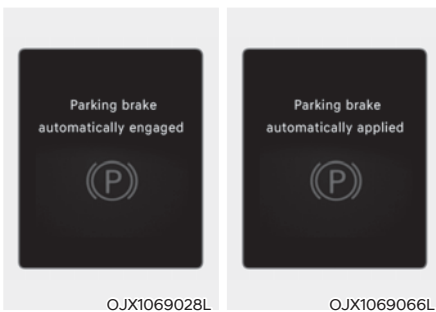 Parking brake
automatically engaged
(P)
OJX1069028L
Parking brake
automatically applied
(P)
OJX1069066L